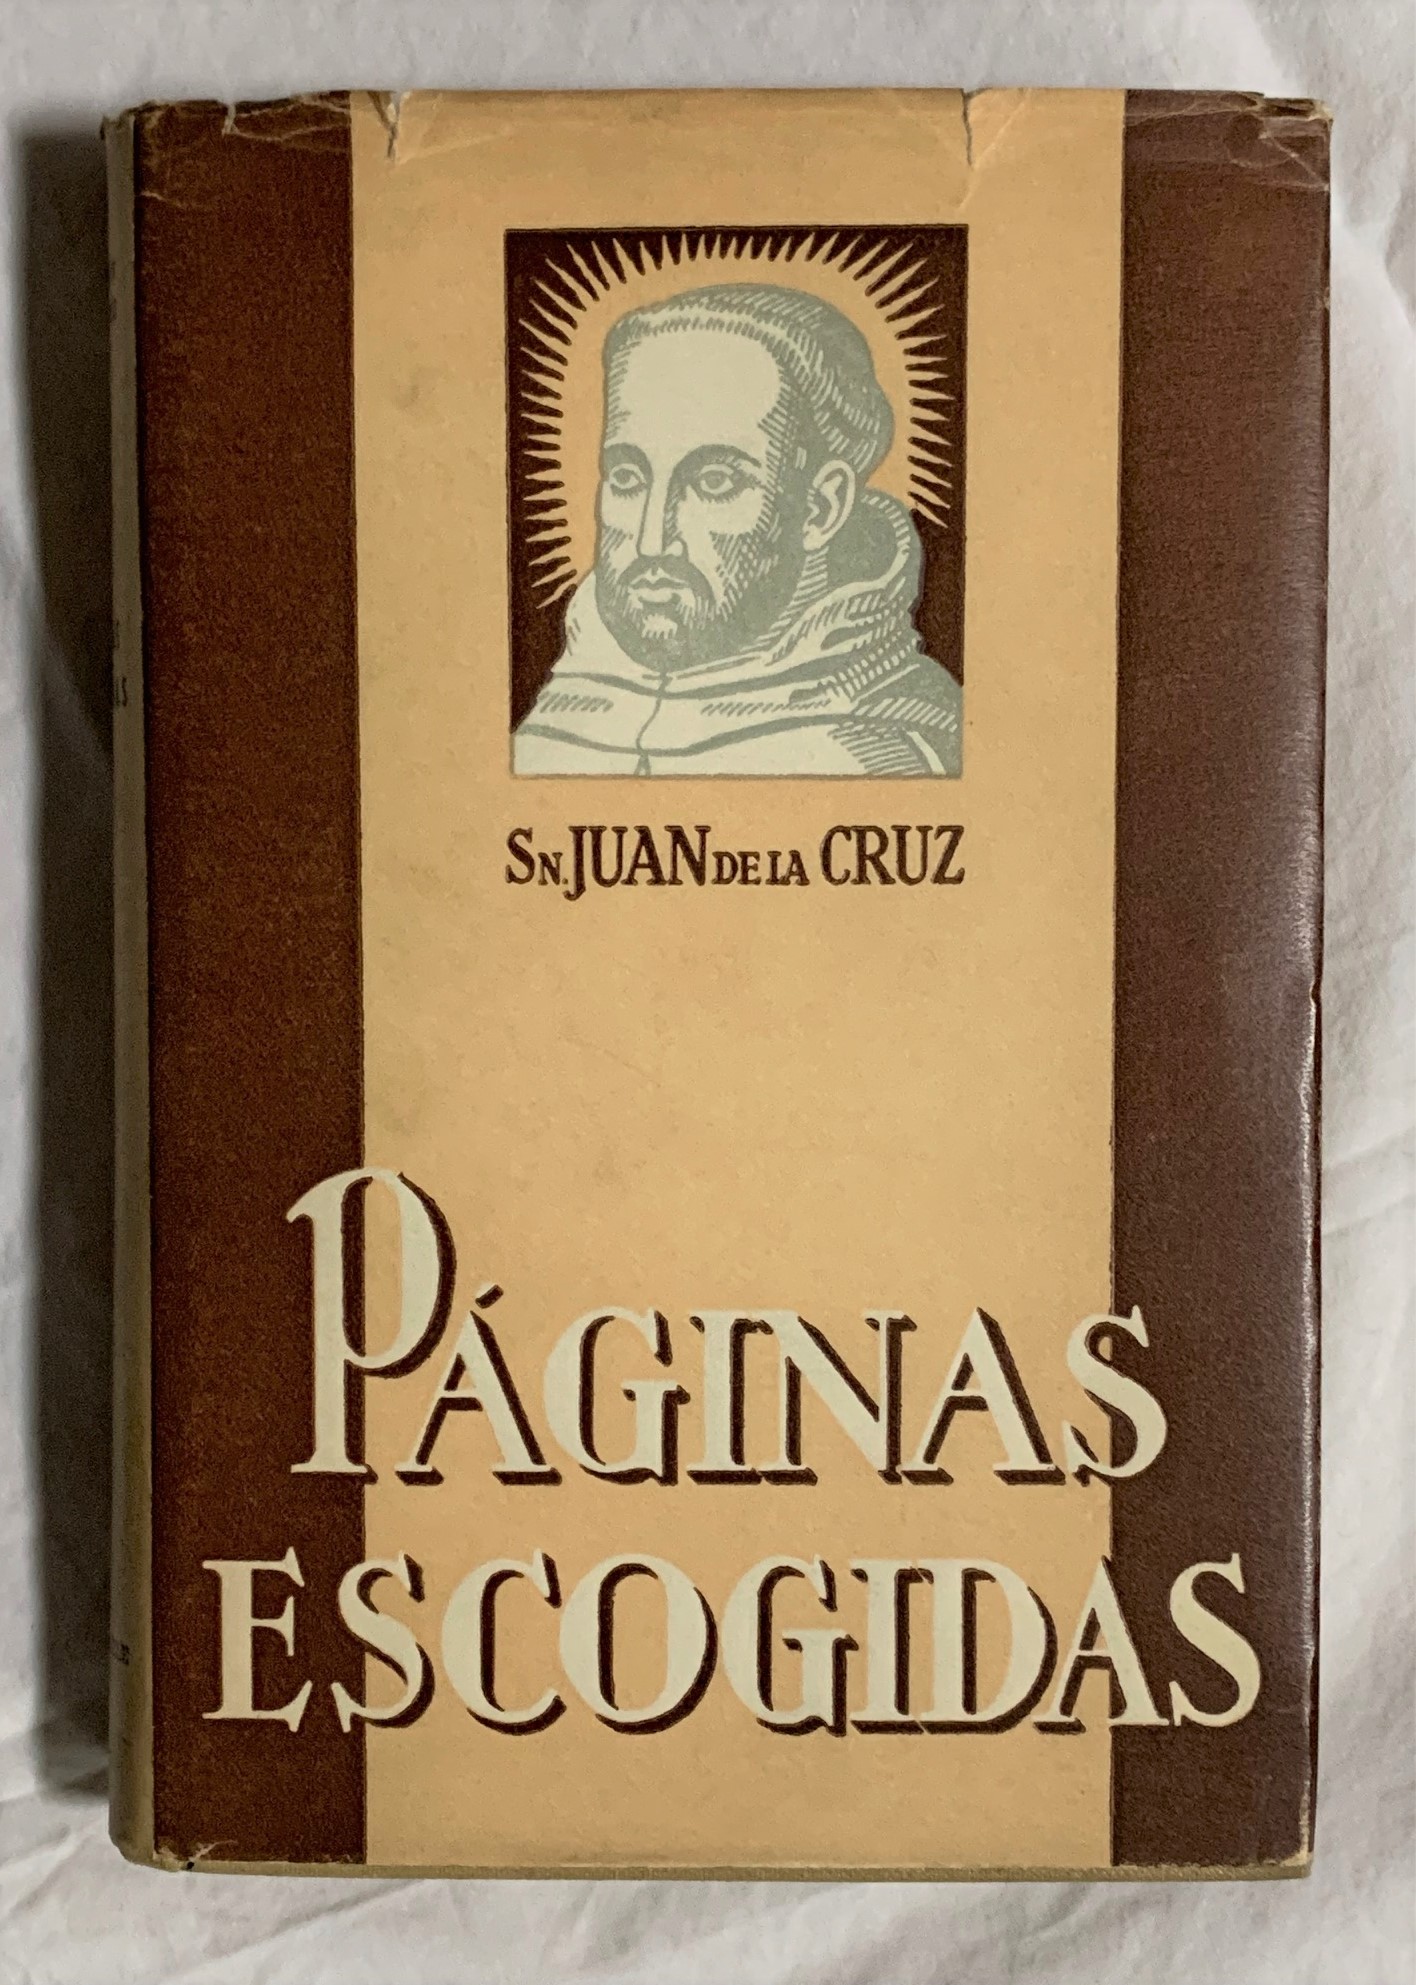 SN. JUAN DE LA CRUZ
PÁGINAS
ESCOGIDAS